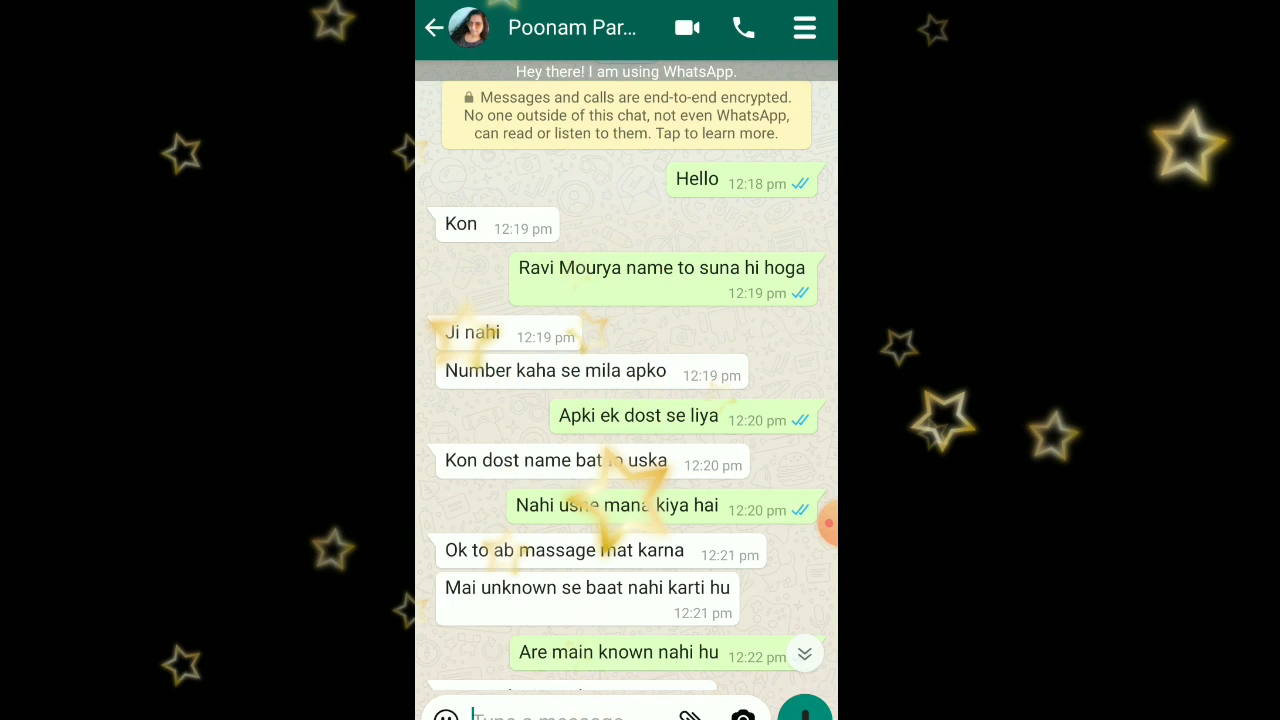 Poonam Par...
Hey there! I am using WhatsApp.
Messages and calls are end-to-end encrypted.
No one outside of this chat, not even WhatsApp,
can read or listen to them. Tap to learn more.
Hello 12:18 pm
Kon 12:19 pm
Ravi Mourya name to suna hi hoga
12:19 pm
Ji nahi 12:19 pm
Number kaha se mila apko 12:19 pm
Apki ek dost se liya 12:20 pm
Kon dost name batao uska 12:20 pm
Nahi usne mana kiya hai 12:20 pm
Ok to ab massage mat karna 12:21 pm
Mai unknown se baat nahi karti hu
12:21 pm
Are main known nahi hu 12:22 pm
Type a message